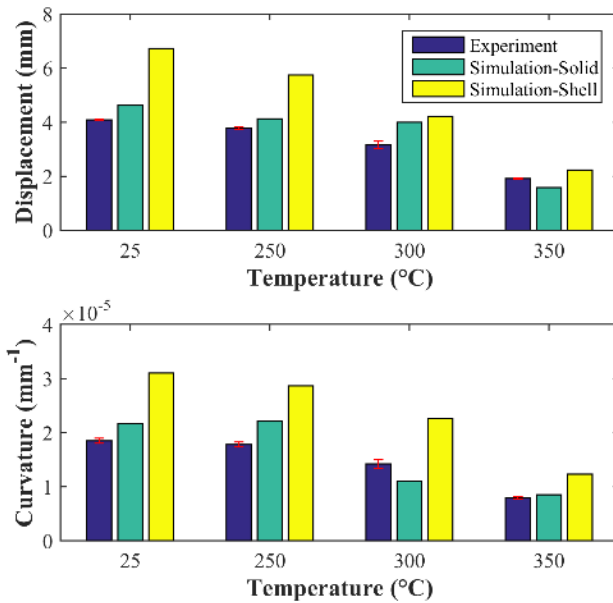 8
6
4
2
0
Displacement (mm)
Experiment
Simulation-Solid
Simulation-Shell
25 250 300 350
Temperature (°C)
×10⁻⁵
4
3
2
1
0
Curvature (mm⁻¹)
25 250 300 350
Temperature (°C)